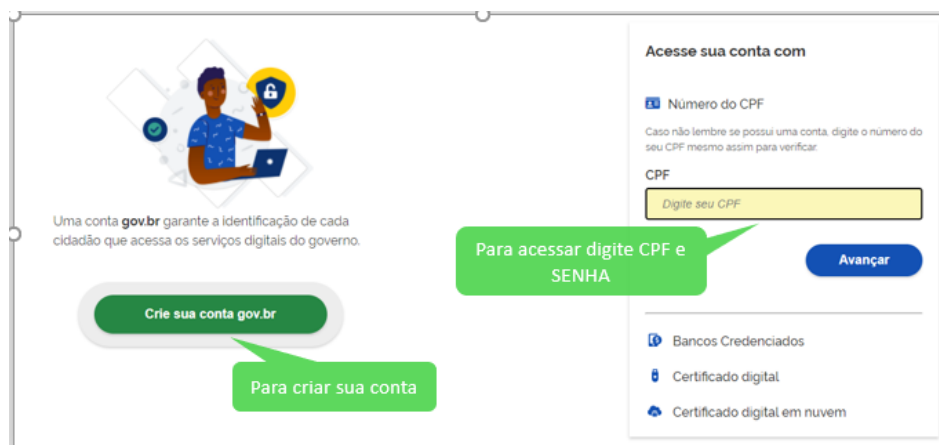 Uma conta gov.br garante a identificação de cada
cidadão que acessa os serviços digitais do governo.
Crie sua conta gov.br
Para criar sua conta
Acesse sua conta com
Número do CPF
Caso não lembre se possui uma conta, digite o número do
seu CPF mesmo assim para verificar.
CPF
Digite seu CPF
Para acessar digite CPF e
SENHA
Avançar
Bancos Credenciados
Certificado digital
Certificado digital em nuvem